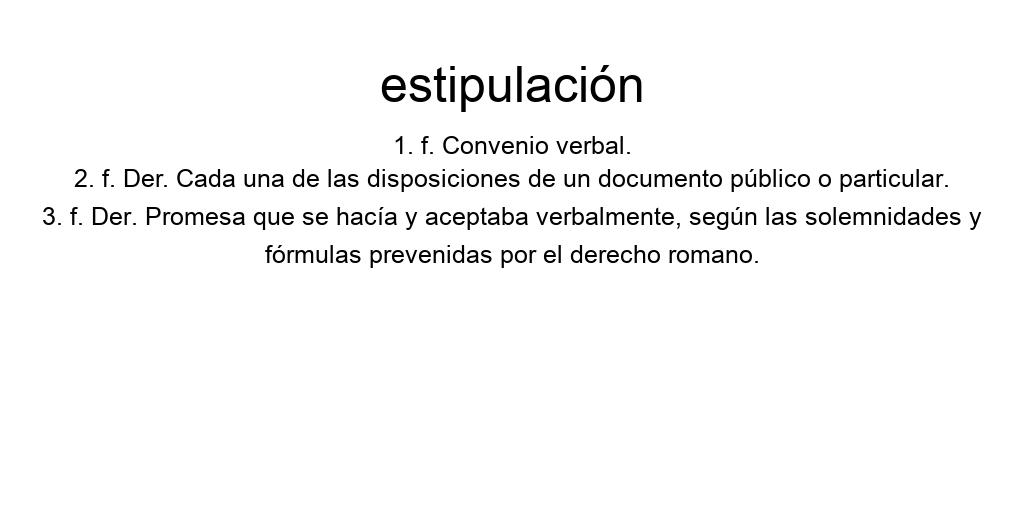 estipulación
1. f. Convenio verbal.
2. f. Der. Cada una de las disposiciones de un documento público o particular.
3. f. Der. Promesa que se hacía y aceptaba verbalmente, según las solemnidades y
fórmulas prevenidas por el derecho romano.